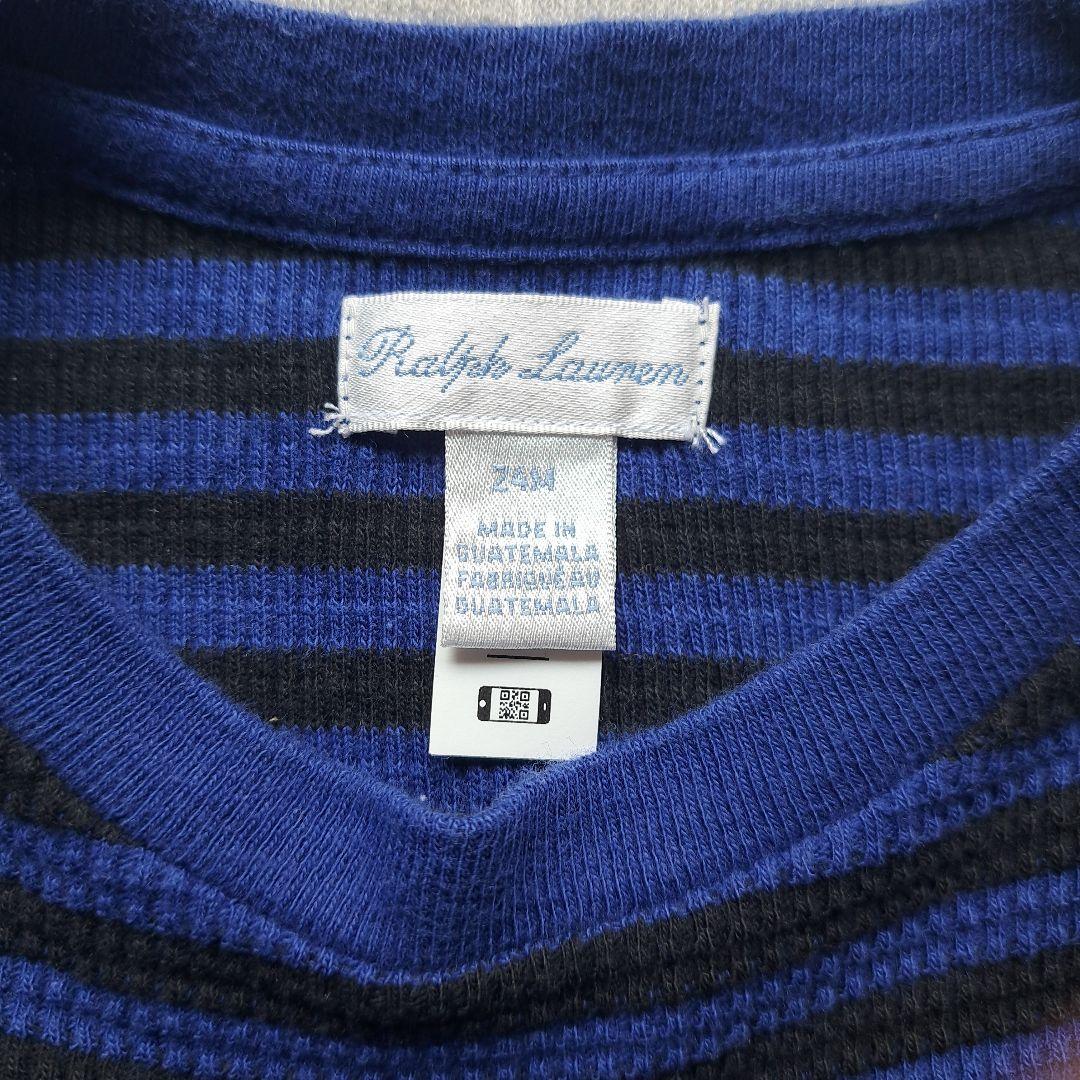 Ralph Lauren
24M
MADE IN
GUATEMALA
FABRIQUÉ AU
GUATEMALA